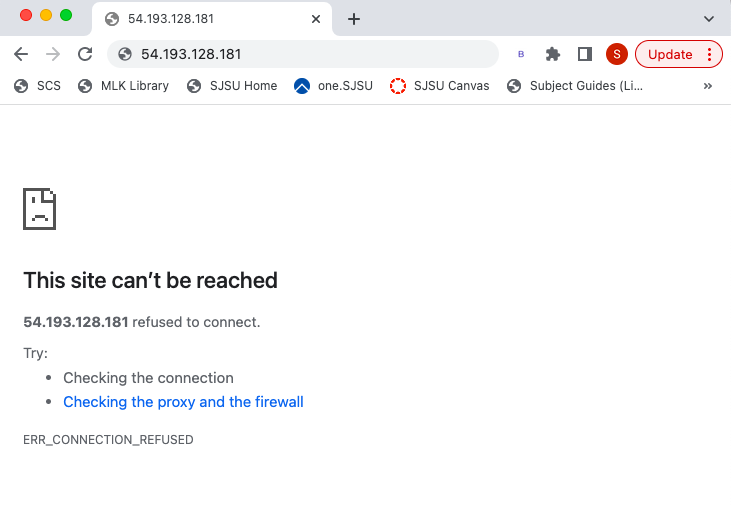 54.193.128.181
54.193.128.181
B
S
Update
SCS
MLK Library
SJSU Home
one.SJSU
SJSU Canvas
Subject Guides (Li...
»
This site can't be reached
54.193.128.181 refused to connect.
Try:
• Checking the connection
• Checking the proxy and the firewall
ERR_CONNECTION_REFUSED